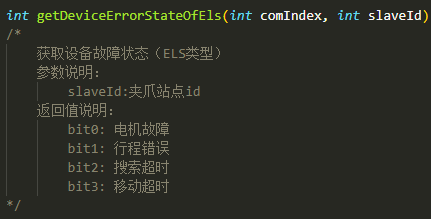 int getDeviceErrorStateOfEls(int comIndex, int slaveId)
/*
获取设备故障状态（ELS类型）
参数说明：
slaveId:夹爪站点id
返回值说明：
bit0: 电机故障
bit1: 行程错误
bit2: 搜索超时
bit3: 移动超时
*/